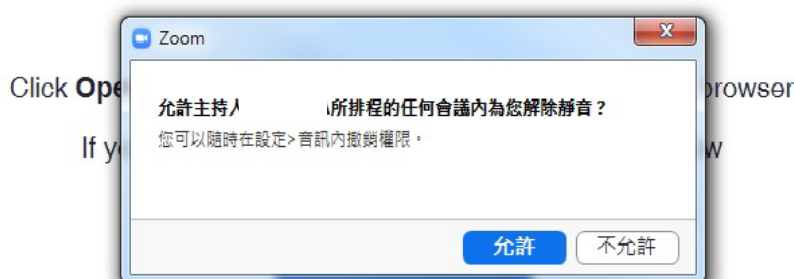 Zoom
Click Ope browser
允許主持人 所排程的任何會議內為您解除靜音？
您可以隨時在設定>音訊內撤銷權限。
If yo w
允許
不允許